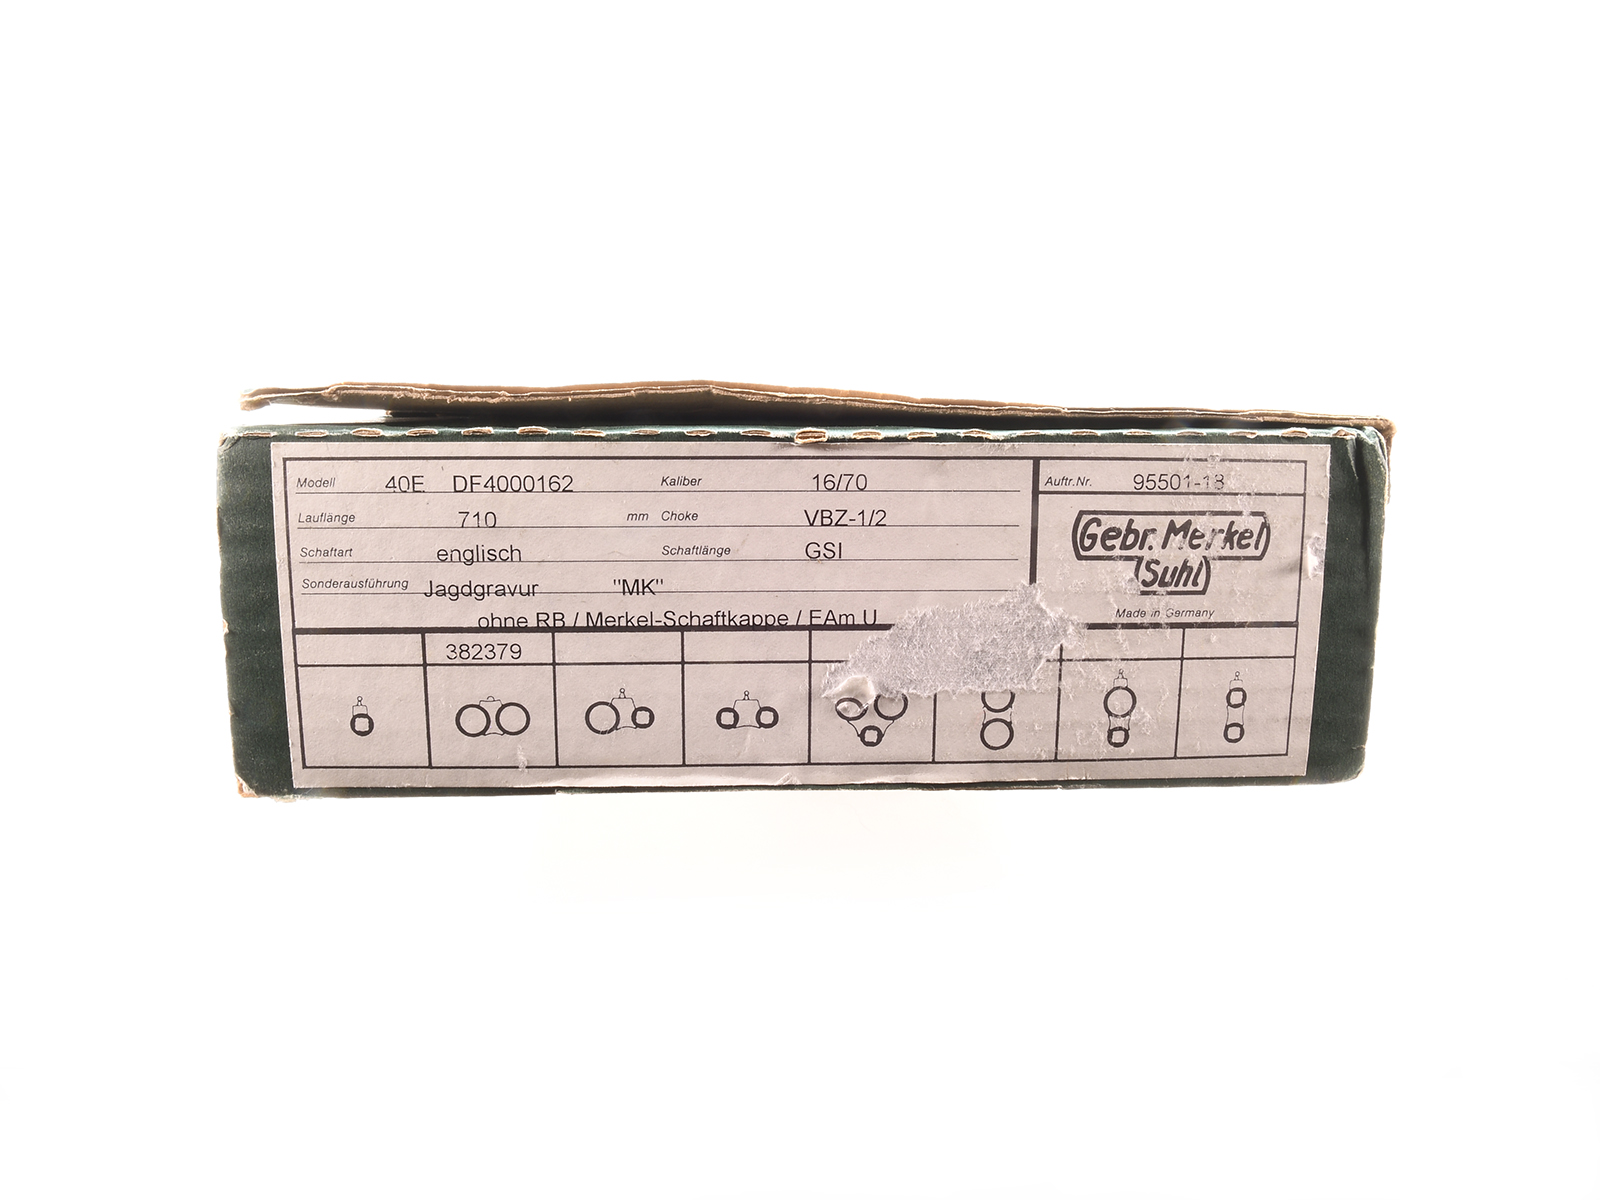 Modell 40E DF4000162 Kaliber 16/70 Auftr.Nr. 95501-18
Lauflänge 710 mm Choke VBZ-1/2
Schaftart englisch Schaftlänge GSI
Sonderausführung Jagdgravur "MK"
ohne RB / Merkel-Schaftkappe / EAm U
Gebr. Merkel
Suhl
Made in Germany
382379